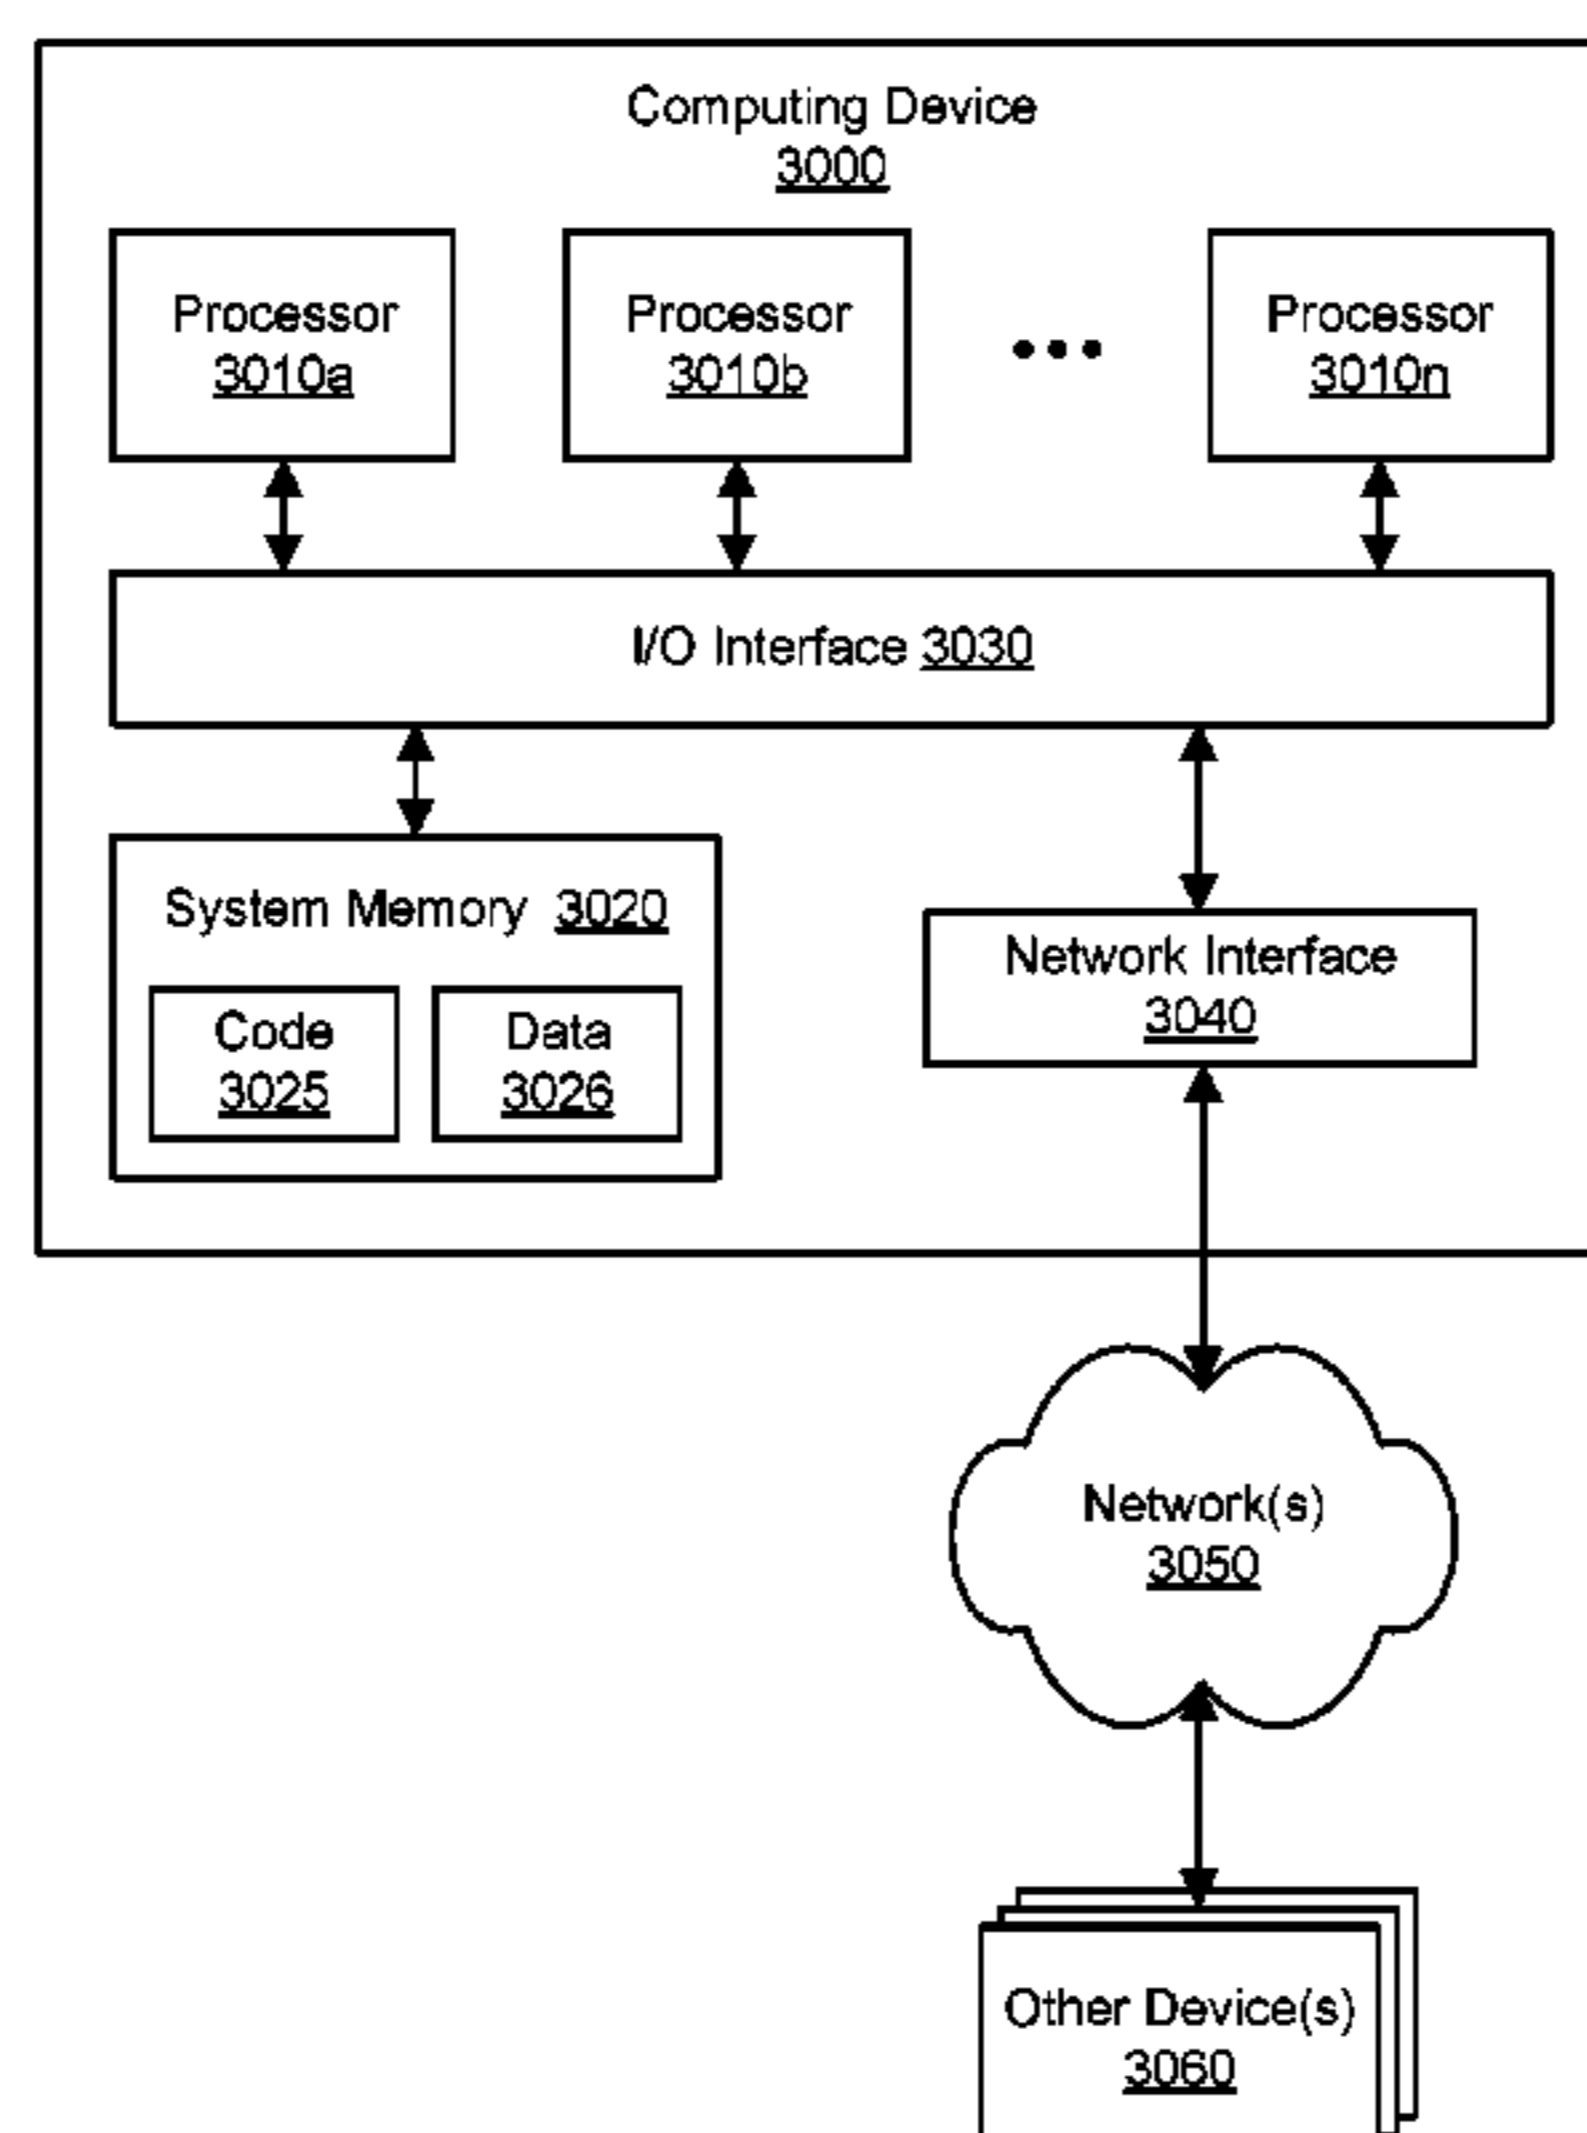 Computing Device
3000
Processor
3010a
Processor
3010b
Processor
3010n
I/O Interface 3030
System Memory 3020
Code
3025
Data
3026
Network Interface
3040
Network(s)
3050
Other Device(s)
3060